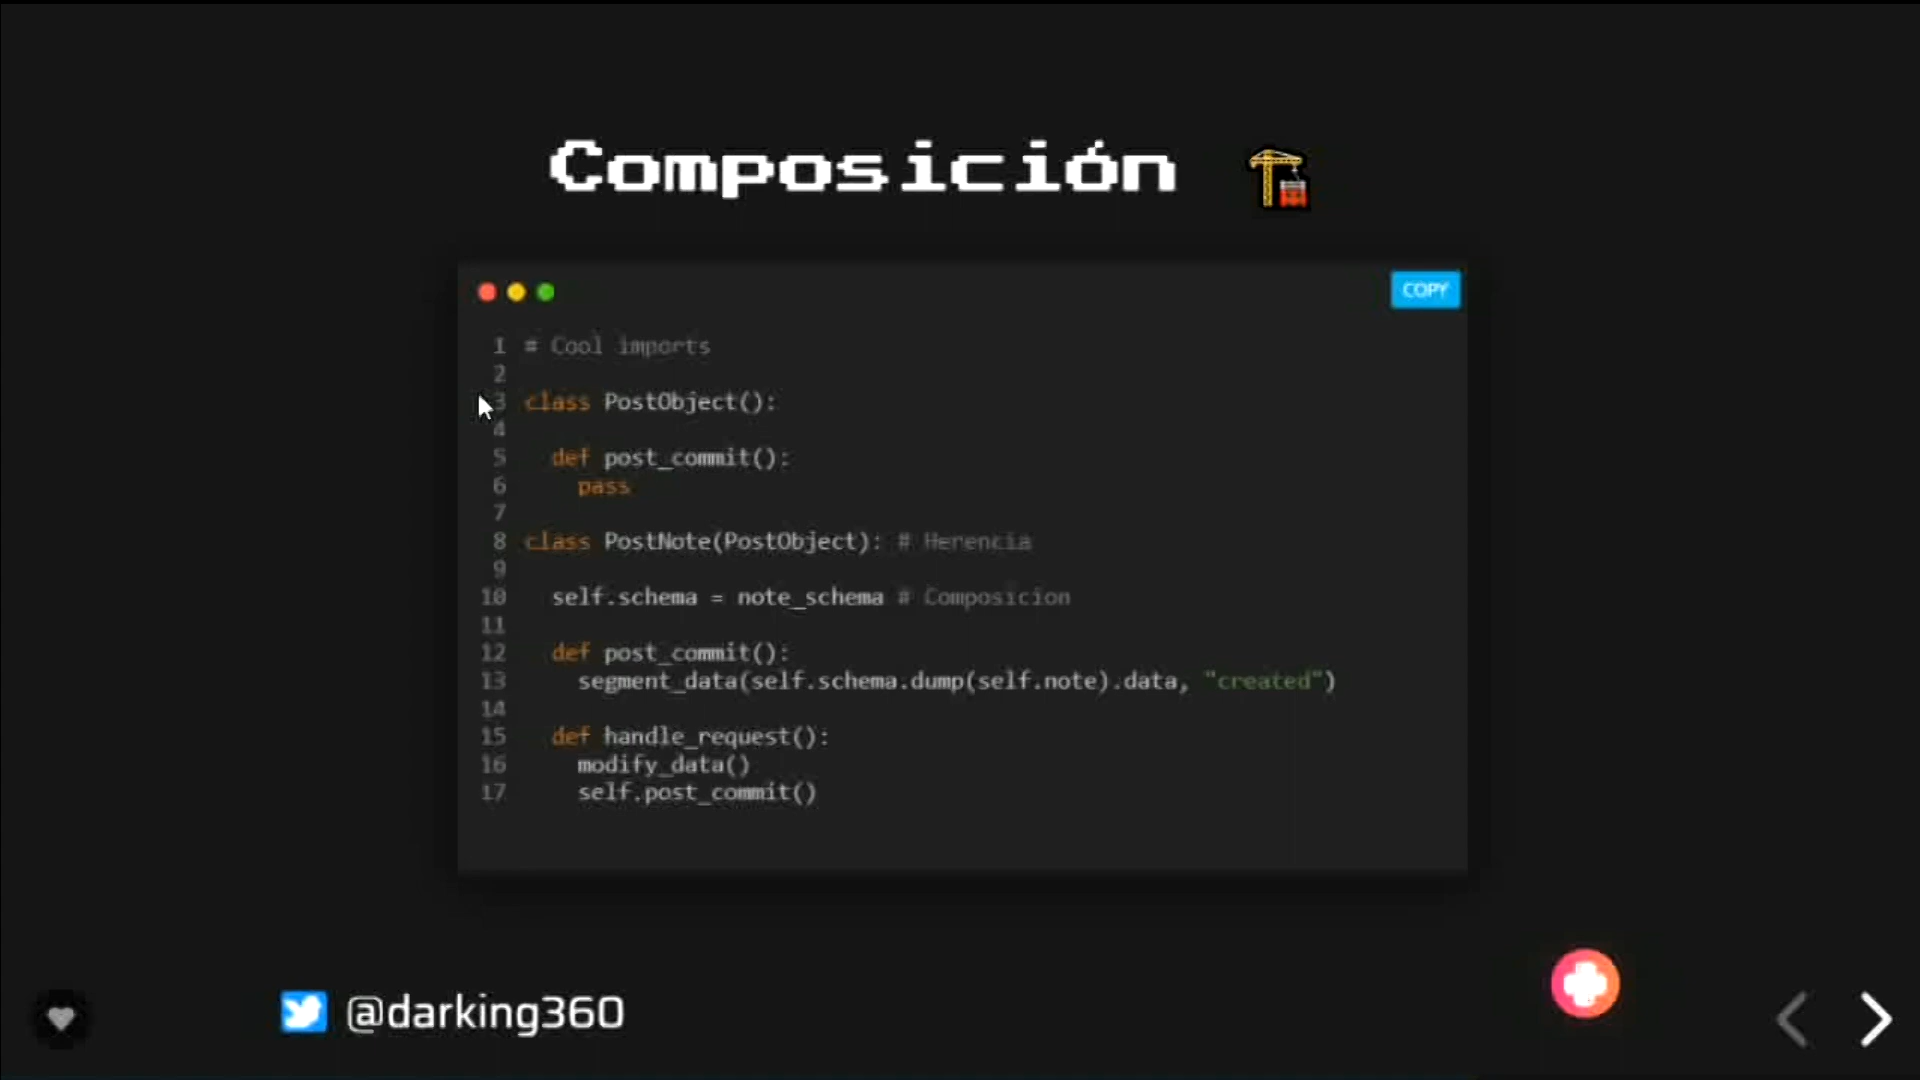 Composición
COPY
1 # Cool imports
2
3 class PostObject():
4
5 def post_commit():
6 pass
7
8 class PostNote(PostObject): # Herencia
9
10 self.schema = note_schema # Composicion
11
12 def post_commit():
13 segment_data(self.schema.dump(self.note).data, "created")
14
15 def handle_request():
16 modify_data()
17 self.post_commit()
@darking360